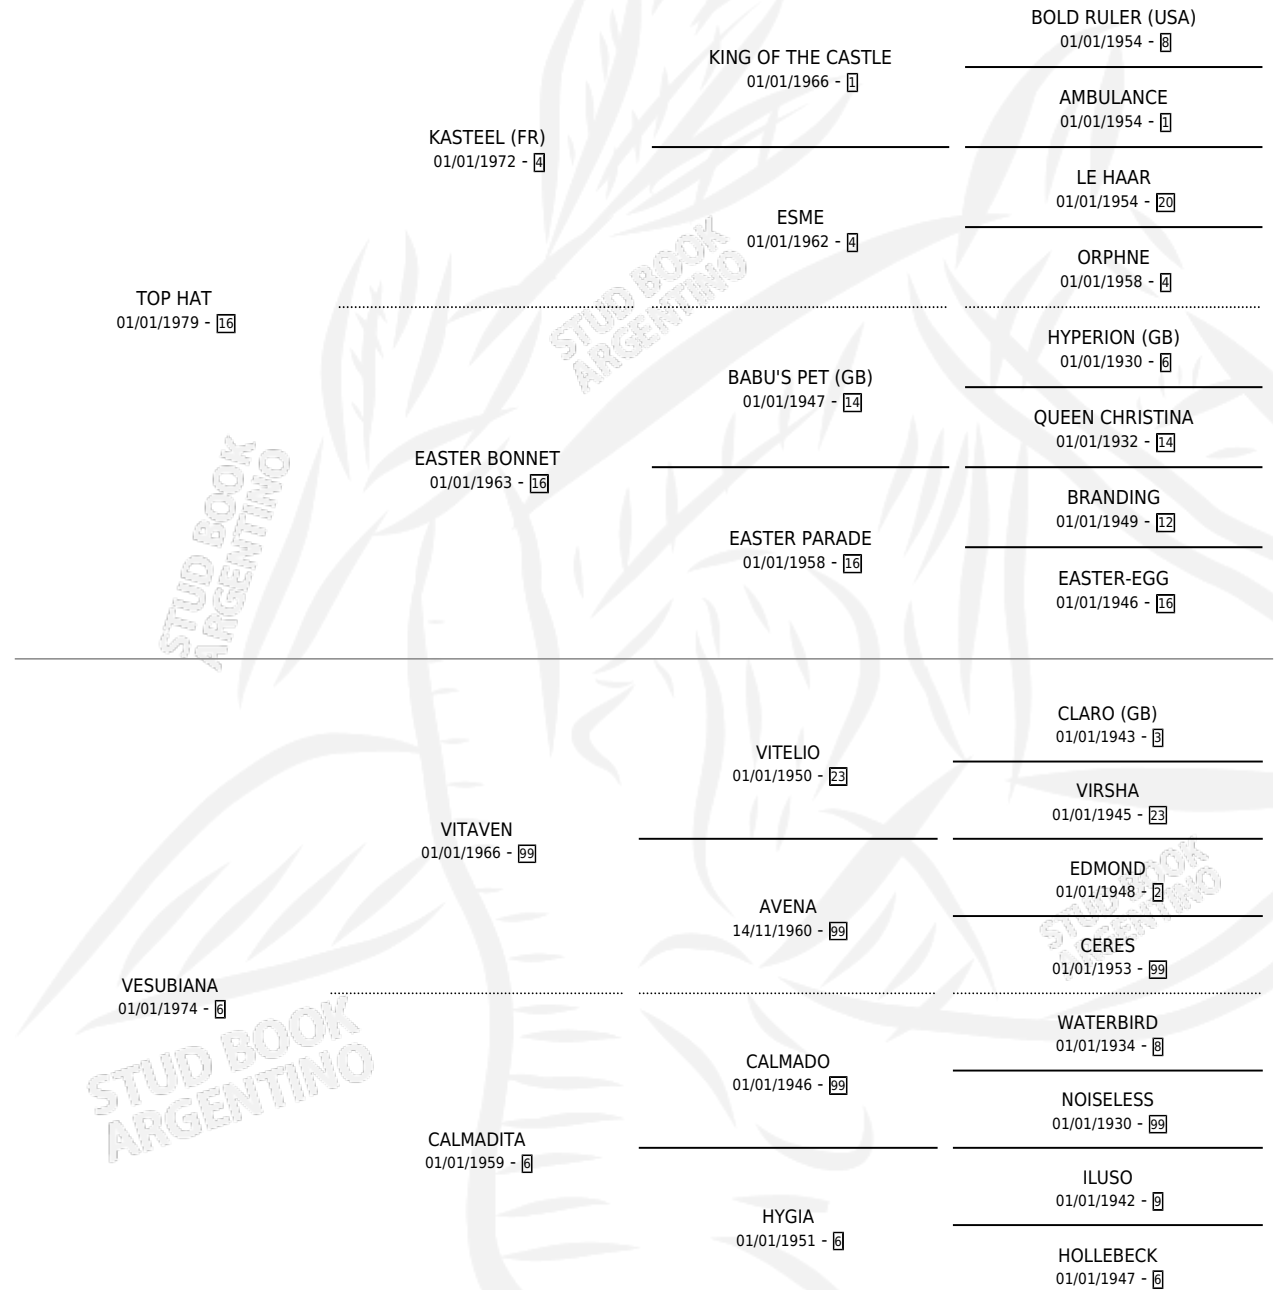 BOLD RULER (USA)
01/01/1954 - 8
KING OF THE CASTLE
01/01/1966 - 1
AMBULANCE
01/01/1954 - 1
KASTEEL (FR)
01/01/1972 - 4
LE HAAR
01/01/1954 - 20
ESME
01/01/1962 - 4
ORPHNE
01/01/1958 - 4
TOP HAT
01/01/1979 - 16
HYPERION (GB)
01/01/1930 - 6
BABU'S PET (GB)
01/01/1947 - 14
QUEEN CHRISTINA
01/01/1932 - 14
EASTER BONNET
01/01/1963 - 16
BRANDING
01/01/1949 - 12
EASTER PARADE
01/01/1958 - 16
EASTER-EGG
01/01/1946 - 16
CLARO (GB)
01/01/1943 - 3
VITELIO
01/01/1950 - 23
VIRSHA
01/01/1945 - 23
VITAVEN
01/01/1966 - 99
EDMOND
01/01/1948 - 2
AVENA
14/11/1960 - 99
CERES
01/01/1953 - 99
VESUBIANA
01/01/1974 - 6
WATERBIRD
01/01/1934 - 8
CALMADO
01/01/1946 - 99
NOISELESS
01/01/1930 - 99
CALMADITA
01/01/1959 - 6
ILUSO
01/01/1942 - 9
HYGIA
01/01/1951 - 6
HOLLEBECK
01/01/1947 - 6
STUD BOOK
ARGENTINO
STUD BOOK
ARGENTINO
STUD BOOK
ARGENTINO
STUD BOOK
ARGENTINO